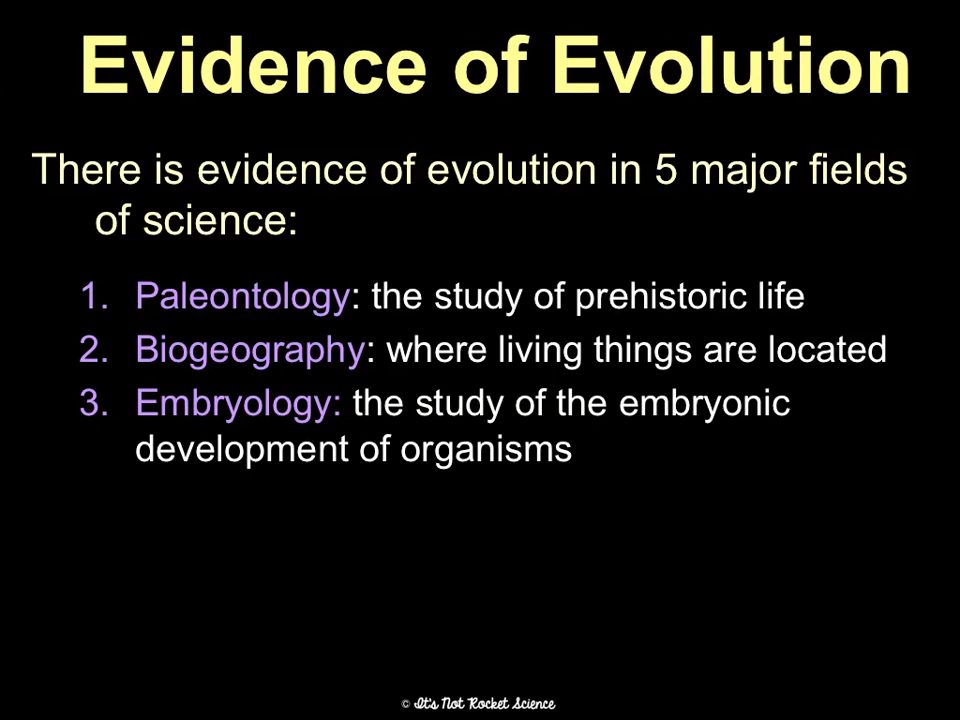 Evidence of Evolution
There is evidence of evolution in 5 major fields
of science:
1. Paleontology: the study of prehistoric life
2. Biogeography: where living things are located
3. Embryology: the study of the embryonic
development of organisms
© It's Not Rocket Science